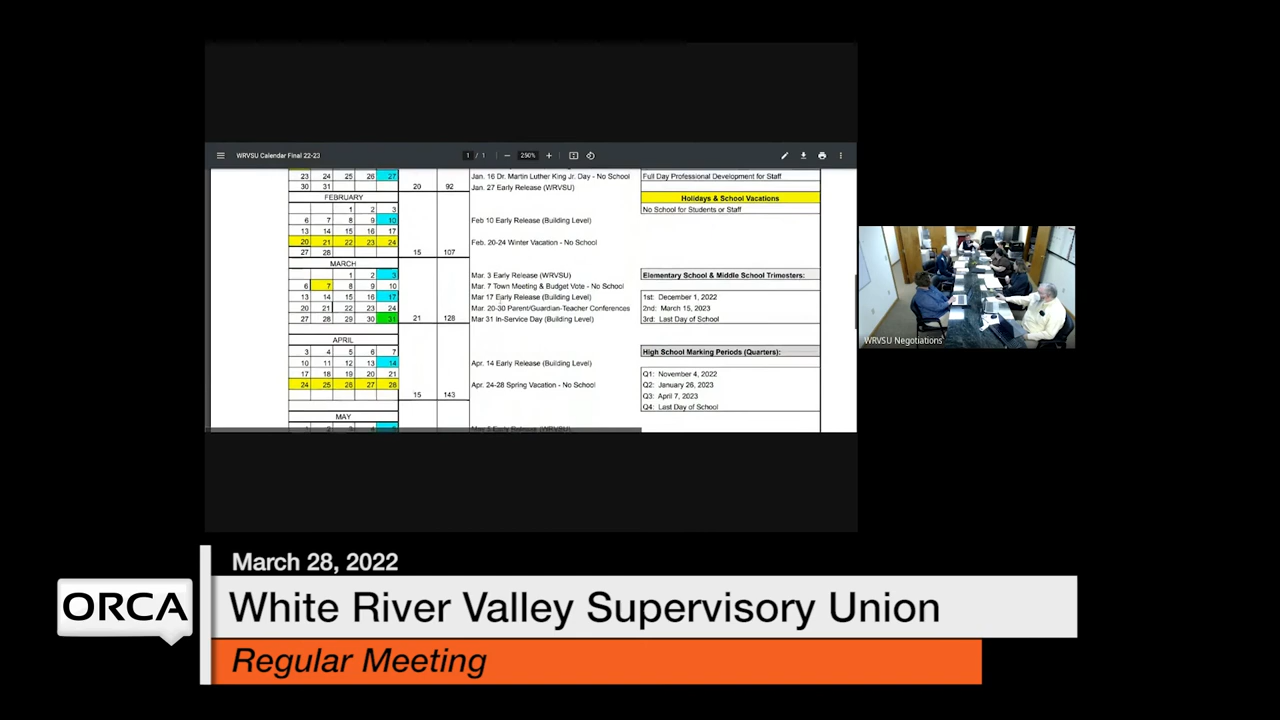 WRVSU Calendar Final 22-23
1 / 1
250%
23 24 25 26 27
30 31
20 92
Jan. 16 Dr. Martin Luther King Jr. Day - No School
Jan. 27 Early Release (WRVSU)
FEBRUARY
1 2 3
6 7 8 9 10
13 14 15 16 17
20 21 22 23 24
27 28
15 107
Feb 10 Early Release (Building Level)
Feb. 20-24 Winter Vacation - No School
MARCH
1 2 3
6 7 8 9 10
13 14 15 16 17
20 21 22 23 24
27 28 29 30 31
21 128
Mar. 3 Early Release (WRVSU)
Mar. 7 Town Meeting & Budget Vote - No School
Mar 17 Early Release (Building Level)
Mar. 20-30 Parent/Guardian-Teacher Conferences
Mar 31 In-Service Day (Building Level)
APRIL
3 4 5 6 7
10 11 12 13 14
17 18 19 20 21
24 25 26 27 28
15 143
Apr. 14 Early Release (Building Level)
Apr. 24-28 Spring Vacation - No School
MAY
May 5 Early Release (WRVSU)
Full Day Professional Development for Staff
Holidays & School Vacations
No School for Students or Staff
Elementary School & Middle School Trimesters:
1st: December 1, 2022
2nd: March 15, 2023
3rd: Last Day of School
High School Marking Periods (Quarters):
Q1: November 4, 2022
Q2: January 26, 2023
Q3: April 7, 2023
Q4: Last Day of School
WRVSU Negotiations
March 28, 2022
ORCA
White River Valley Supervisory Union
Regular Meeting